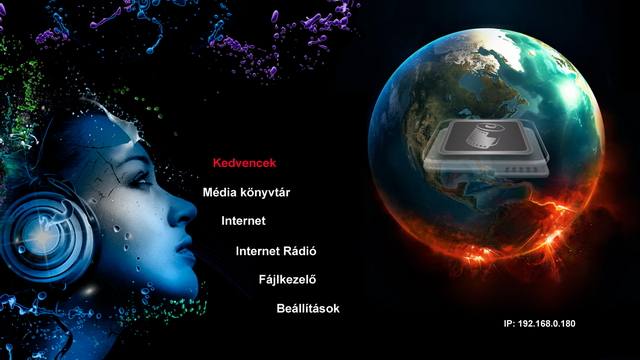 Kedvencek
Média könyvtár
Internet
Internet Rádió
Fájlkezelő
Beállítások
IP: 192.168.0.180